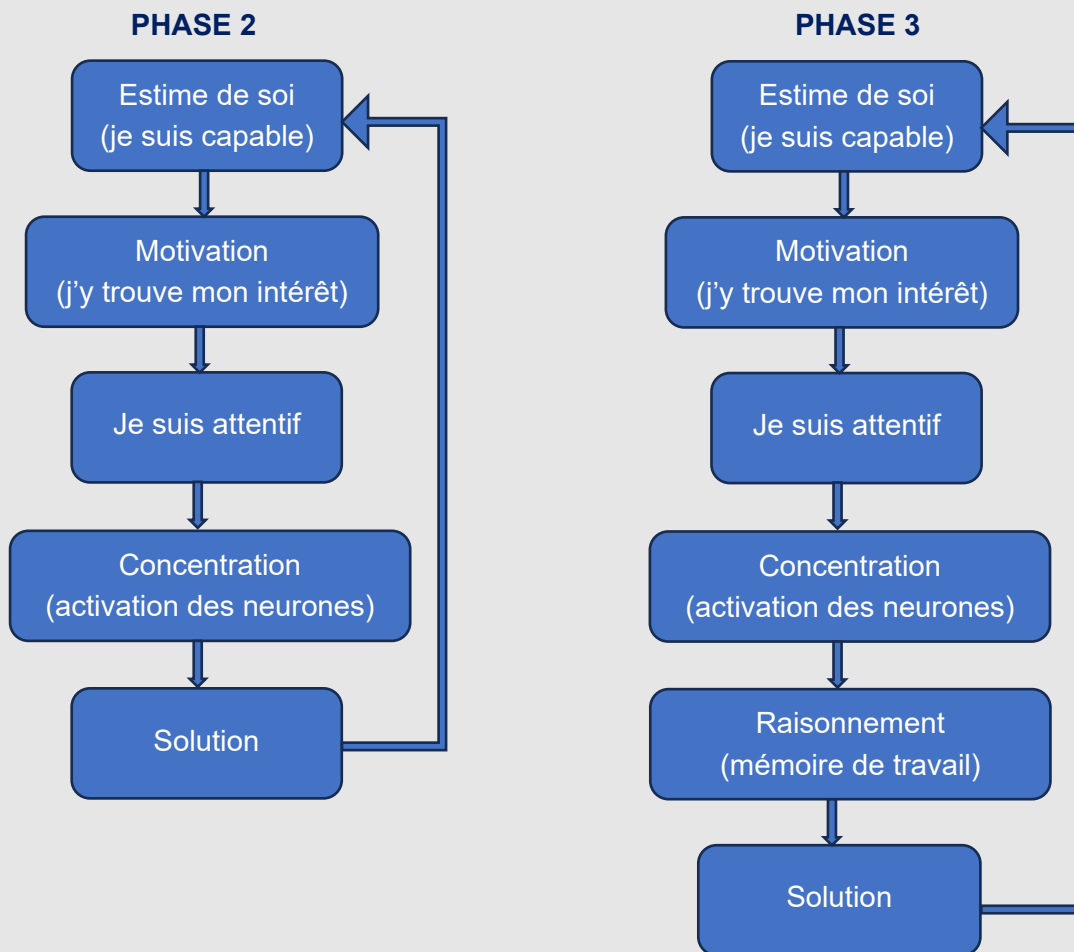 PHASE 2
Estime de soi
(je suis capable)
Motivation
(j’y trouve mon intérêt)
Je suis attentif
Concentration
(activation des neurones)
Solution
PHASE 3
Estime de soi
(je suis capable)
Motivation
(j’y trouve mon intérêt)
Je suis attentif
Concentration
(activation des neurones)
Raisonnement
(mémoire de travail)
Solution